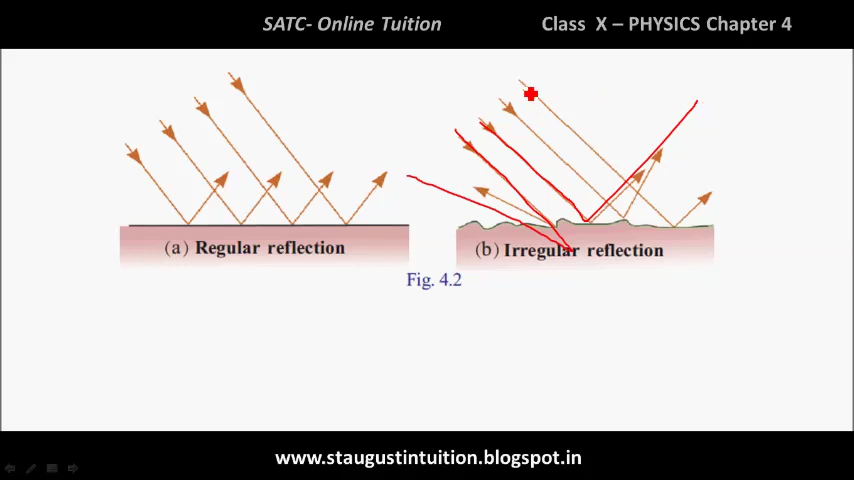 SATC- Online Tuition
Class X – PHYSICS Chapter 4
(a) Regular reflection
(b) Irregular reflection
Fig. 4.2
www.staugustintuition.blogspot.in